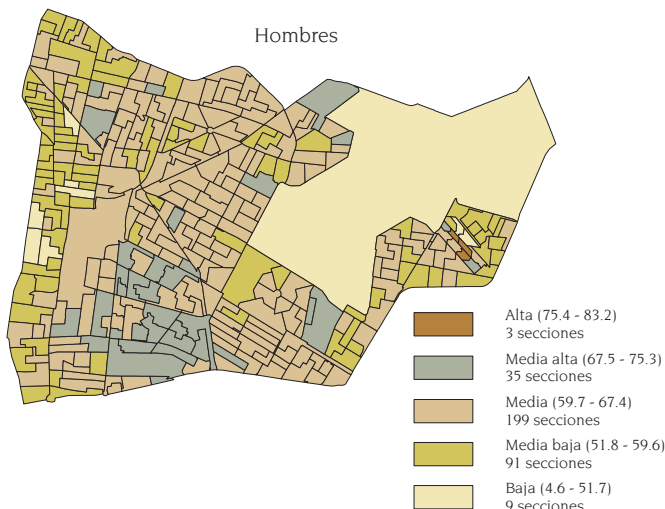 Hombres
Alta (75.4 - 83.2)
3 secciones
Media alta (67.5 - 75.3)
35 secciones
Media (59.7 - 67.4)
199 secciones
Media baja (51.8 - 59.6)
91 secciones
Baja (4.6 - 51.7)
9 secciones